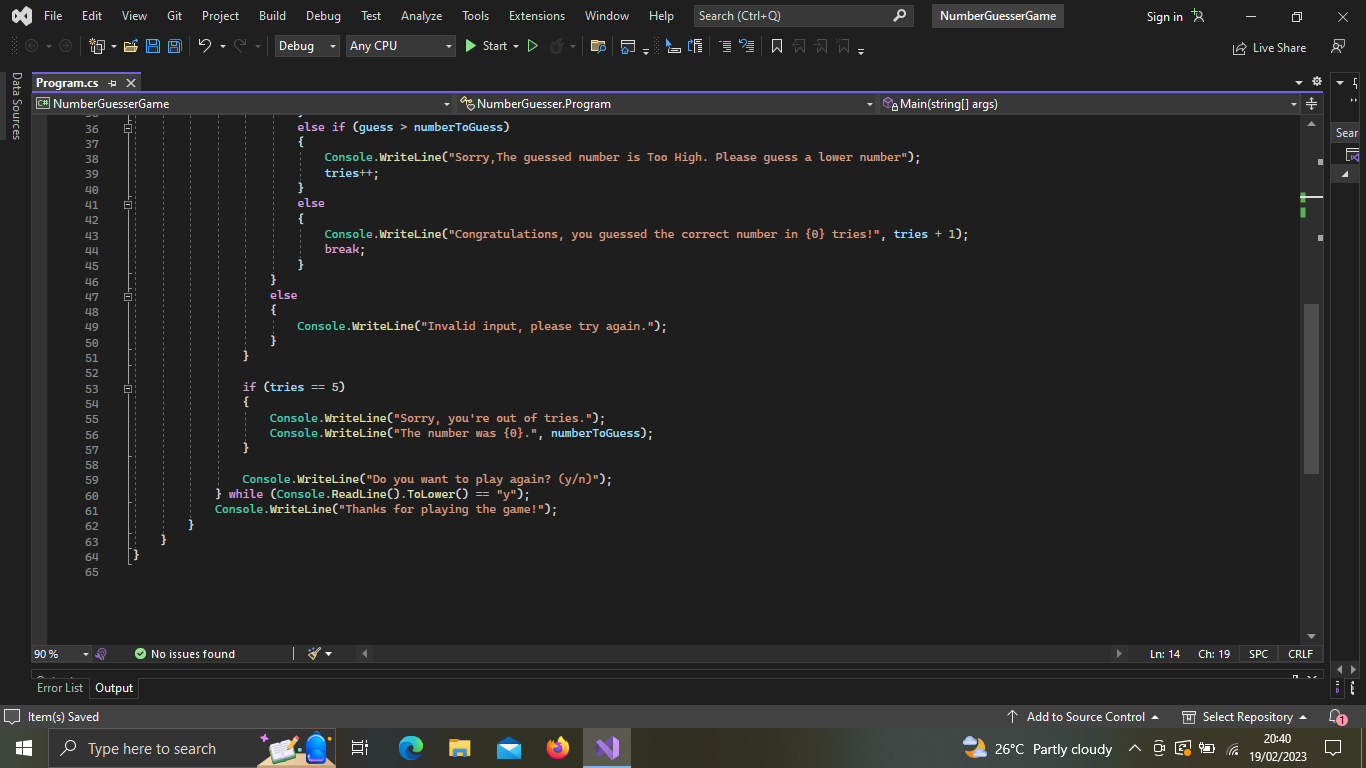 File Edit View Git Project Build Debug Test Analyze Tools Extensions Window Help Search (Ctrl+Q) NumberGuesserGame Sign in
Debug Any CPU Start Live Share
Data Sources
Program.cs
C# NumberGuesserGame NumberGuesser.Program Main(string[] args)
Sear
36 else if (guess > numberToGuess)
37 {
38 Console.WriteLine("Sorry,The guessed number is Too High. Please guess a lower number");
39 tries++;
40 }
41 else
42 {
43 Console.WriteLine("Congratulations, you guessed the correct number in {0} tries!", tries + 1);
44 break;
45 }
46 }
47 else
48 {
49 Console.WriteLine("Invalid input, please try again.");
50 }
51 }
52
53 if (tries == 5)
54 {
55 Console.WriteLine("Sorry, you're out of tries.");
56 Console.WriteLine("The number was {0}.", numberToGuess);
57 }
58
59 Console.WriteLine("Do you want to play again? (y/n)");
60 } while (Console.ReadLine().ToLower() == "y");
61 Console.WriteLine("Thanks for playing the game!");
62 }
63 }
64 }
65
90 % No issues found Ln: 14 Ch: 19 SPC CRLF
Error List Output
Item(s) Saved Add to Source Control Select Repository 1
Type here to search 26°C Partly cloudy 20:40
19/02/2023